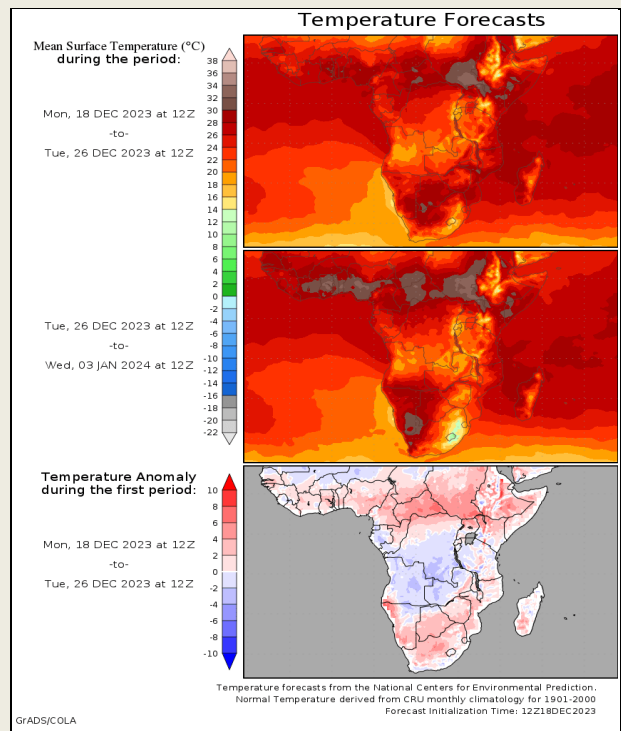 Temperature Forecasts
Mean Surface Temperature (°C)
during the period:
Mon, 18 DEC 2023 at 12Z
-to-
Tue, 26 DEC 2023 at 12Z
38
36
34
32
30
28
26
24
22
20
18
16
14
12
10
8
6
4
2
0
-2
-4
-6
-8
-10
-12
-14
-16
-18
-20
-22
Tue, 26 DEC 2023 at 12Z
-to-
Wed, 03 JAN 2024 at 12Z
Temperature Anomaly
during the first period:
Mon, 18 DEC 2023 at 12Z
-to-
Tue, 26 DEC 2023 at 12Z
10
8
6
4
2
0
-2
-4
-6
-8
-10
Temperature forecasts from the National Centers for Environmental Prediction.
Normal Temperature derived from CRU monthly climatology for 1901-2000
Forecast Initialization Time: 12Z18DEC2023
GrADS/COLA